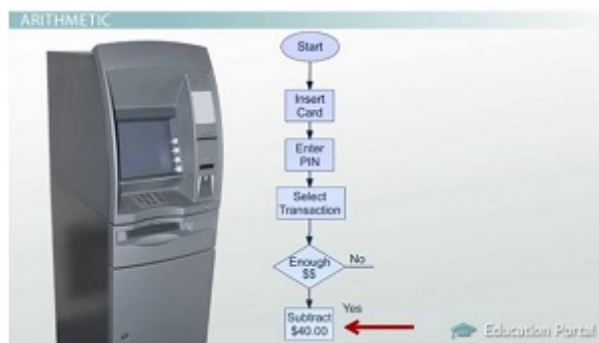 ARITHMETIC
Start
Insert
Card
Enter
PIN
Select
Transaction
Enough
$$
No
Yes
Subtract
$40.00
Education Portal